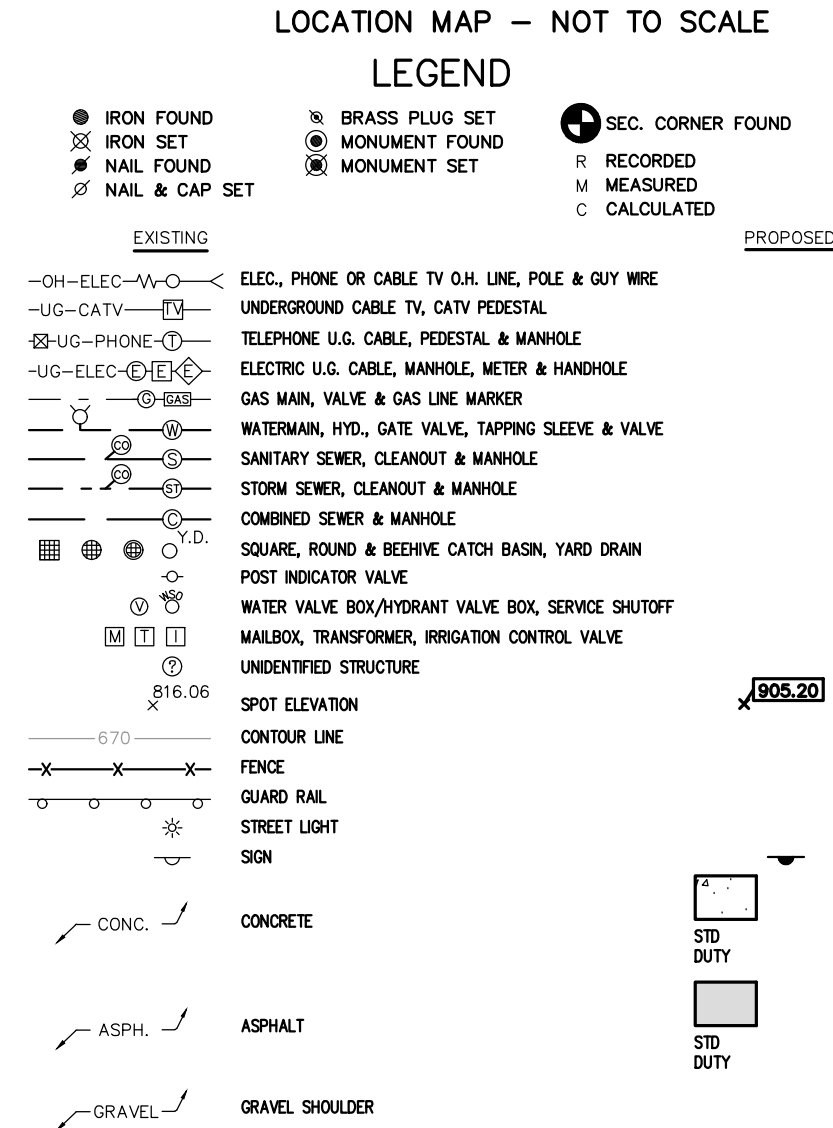 LOCATION MAP – NOT TO SCALE
LEGEND
IRON FOUND
IRON SET
NAIL FOUND
NAIL & CAP SET
BRASS PLUG SET
MONUMENT FOUND
MONUMENT SET
SEC. CORNER FOUND
R RECORDED
M MEASURED
C CALCULATED
EXISTING PROPOSED
-OH-ELEC- ELEC., PHONE OR CABLE TV O.H. LINE, POLE & GUY WIRE
-UG-CATV- TV UNDERGROUND CABLE TV, CATV PEDESTAL
-UG-PHONE- T TELEPHONE U.G. CABLE, PEDESTAL & MANHOLE
-UG-ELEC- E E E ELECTRIC U.G. CABLE, MANHOLE, METER & HANDHOLE
G GAS GAS MAIN, VALVE & GAS LINE MARKER
W WATERMAIN, HYD., GATE VALVE, TAPPING SLEEVE & VALVE
CO S SANITARY SEWER, CLEANOUT & MANHOLE
CO ST STORM SEWER, CLEANOUT & MANHOLE
C COMBINED SEWER & MANHOLE
Y.D. SQUARE, ROUND & BEEHIVE CATCH BASIN, YARD DRAIN
POST INDICATOR VALVE
V WSO WATER VALVE BOX/HYDRANT VALVE BOX, SERVICE SHUTOFF
M T I MAILBOX, TRANSFORMER, IRRIGATION CONTROL VALVE
? UNIDENTIFIED STRUCTURE
816.06 SPOT ELEVATION 905.20
670 CONTOUR LINE
FENCE
GUARD RAIL
STREET LIGHT
SIGN
CONC. CONCRETE
STD
DUTY
ASPH. ASPHALT
STD
DUTY
GRAVEL GRAVEL SHOULDER